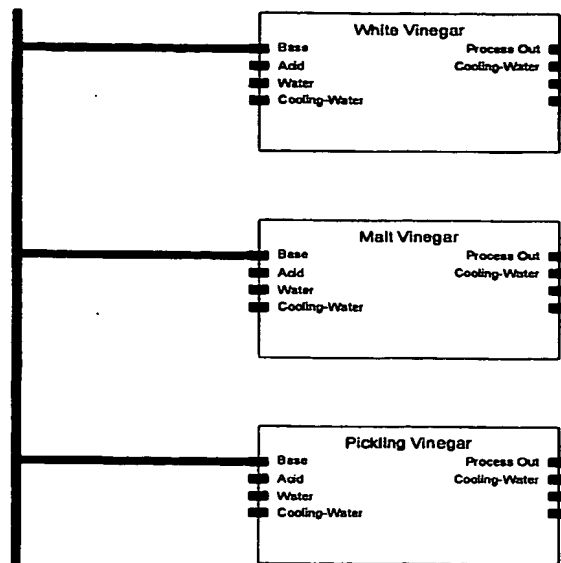 White Vinegar
Base Process Out
Acid Cooling-Water
Water
Cooling-Water
Malt Vinegar
Base Process Out
Acid Cooling-Water
Water
Cooling-Water
Pickling Vinegar
Base Process Out
Acid Cooling-Water
Water
Cooling-Water